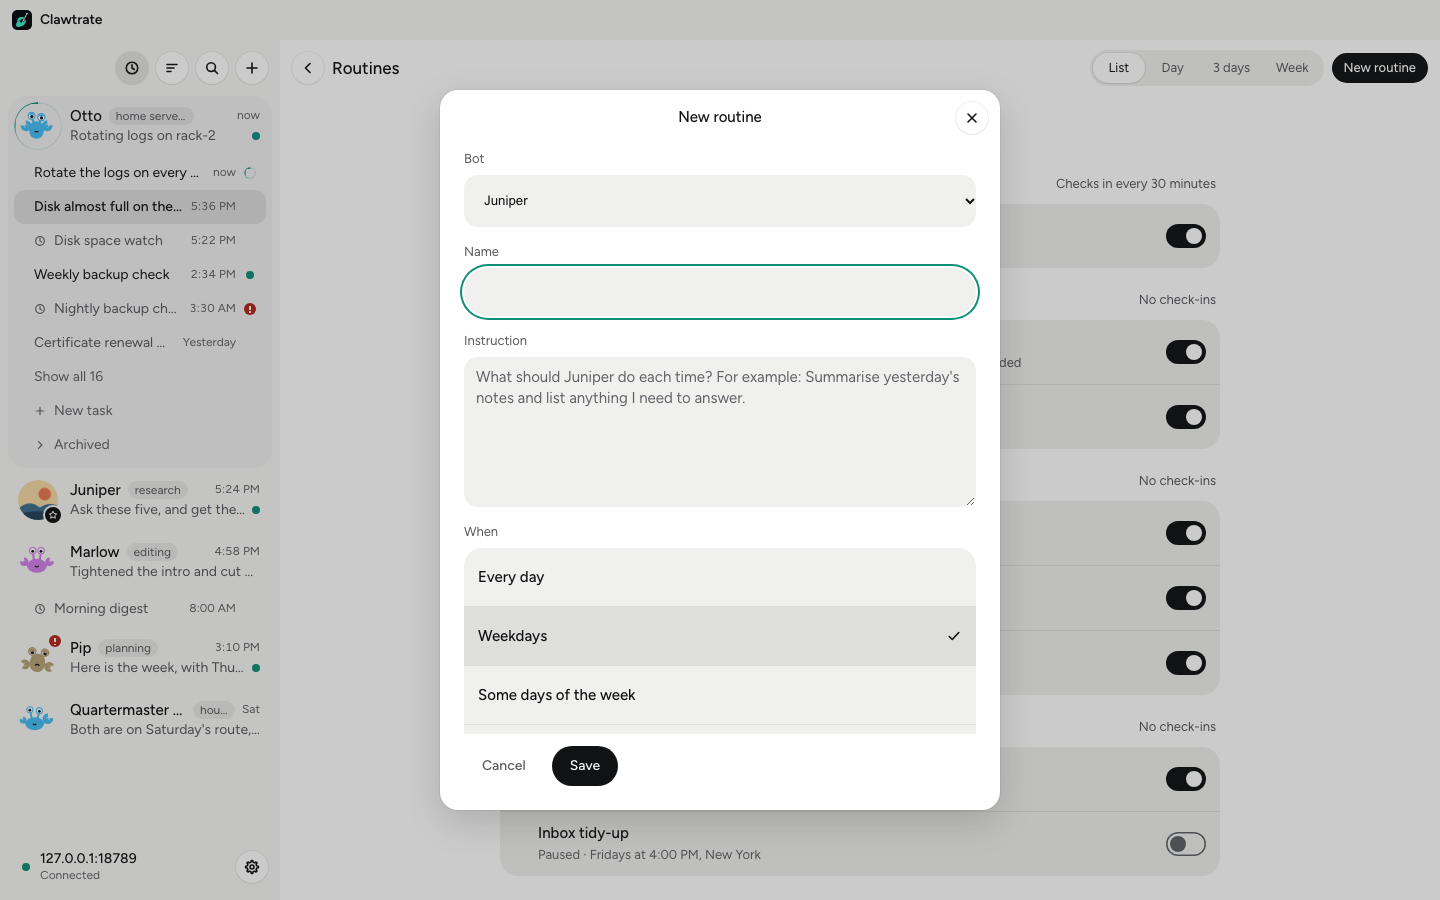 Clawtrate
Routines
List Day 3 days Week New routine
Otto home serve... now
Rotating logs on rack-2
Rotate the logs on every ... now
Disk almost full on the... 5:36 PM
Disk space watch 5:22 PM
Weekly backup check 2:34 PM
Nightly backup ch... 3:30 AM
Certificate renewal ... Yesterday
Show all 16
New task
Archived
Juniper research 5:24 PM
Ask these five, and get the...
Marlow editing 4:58 PM
Tightened the intro and cut ...
Morning digest 8:00 AM
Pip planning 3:10 PM
Here is the week, with Thu...
Quartermaster ... hou... Sat
Both are on Saturday's route,...
127.0.0.1:18789
Connected
New routine
Bot
Juniper
Name
Instruction
What should Juniper do each time? For example: Summarise yesterday's
notes and list anything I need to answer.
When
Every day
Weekdays
Some days of the week
Cancel Save
Checks in every 30 minutes
No check-ins
ded
No check-ins
No check-ins
Inbox tidy-up
Paused · Fridays at 4:00 PM, New York